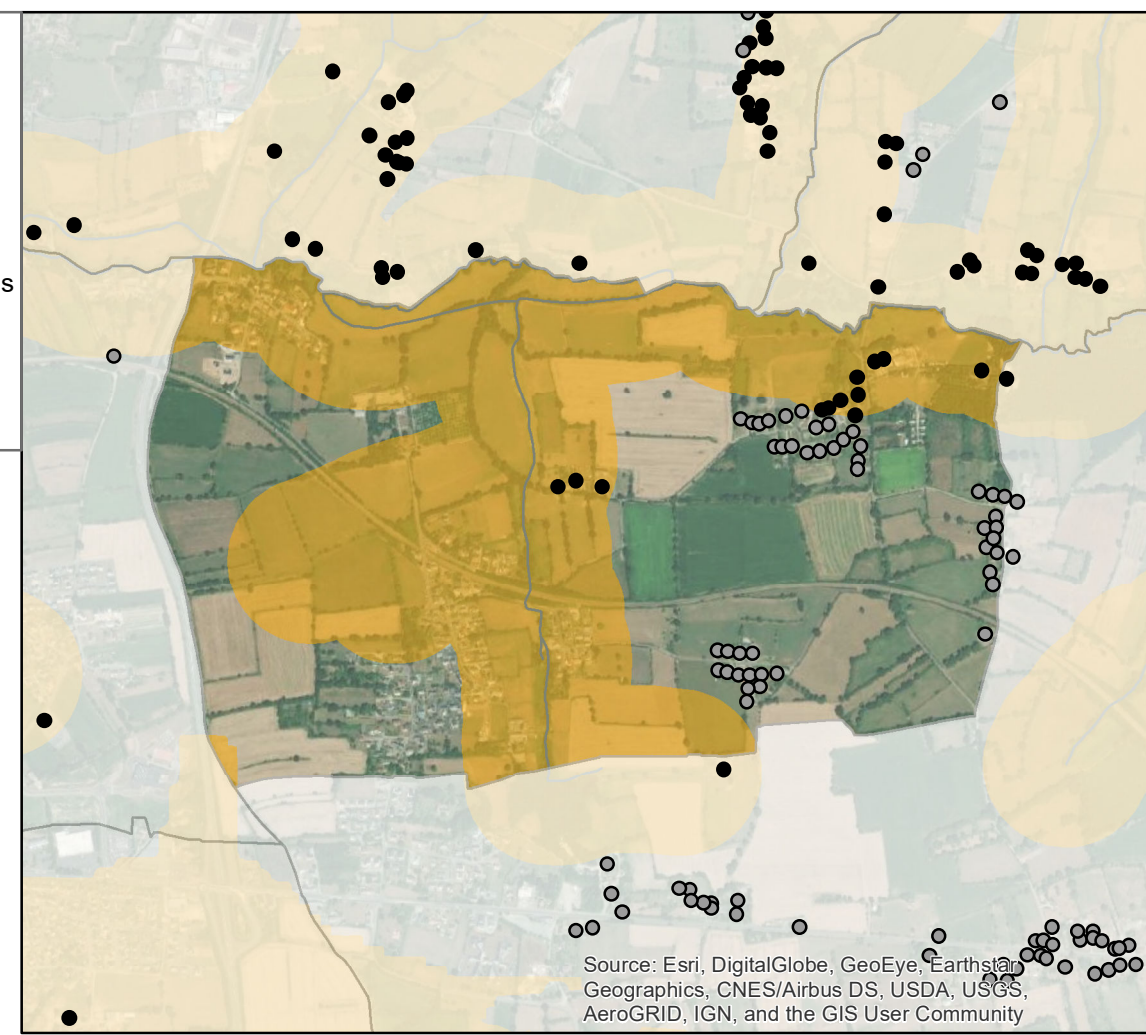 s
Source: Esri, DigitalGlobe, GeoEye, Earthstar
Geographics, CNES/Airbus DS, USDA, USGS,
AeroGRID, IGN, and the GIS User Community